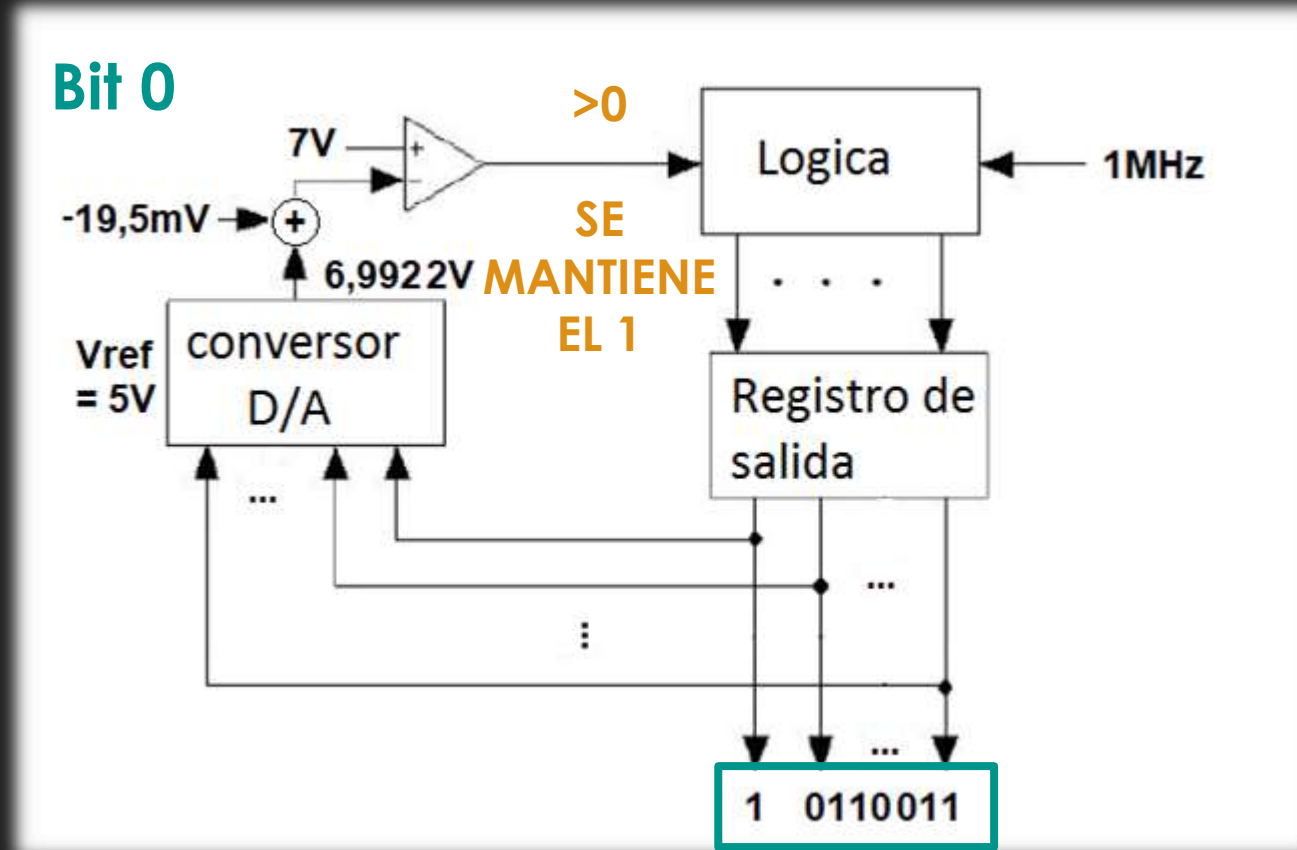 Bit 0
>0
7V
+
−
Logica
1MHz
-19,5mV
+
SE
MANTIENE
EL 1
. . .
6,9922V
Vref
= 5V
conversor
D/A
Registro de
salida
...
...
...
...
1 0110011